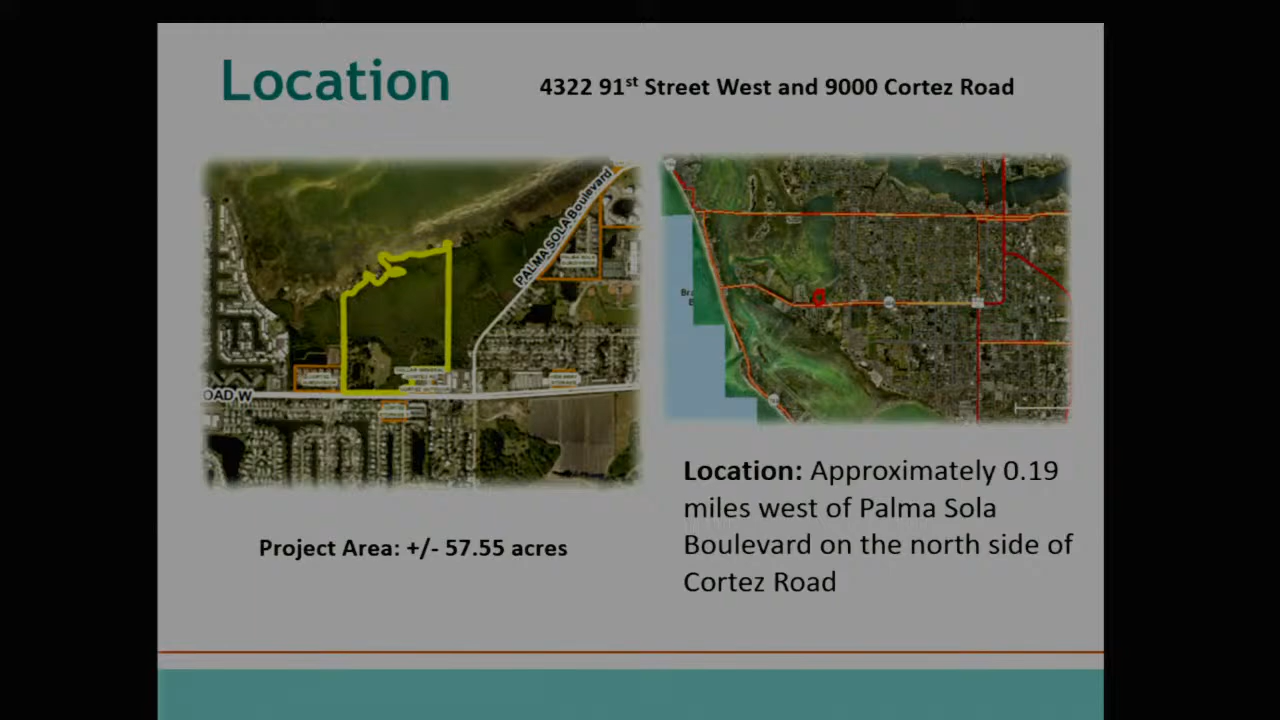 Location
4322 91st Street West and 9000 Cortez Road
PALMA SOLA Boulevard
OAD W
Project Area: +/- 57.55 acres
Location: Approximately 0.19
miles west of Palma Sola
Boulevard on the north side of
Cortez Road